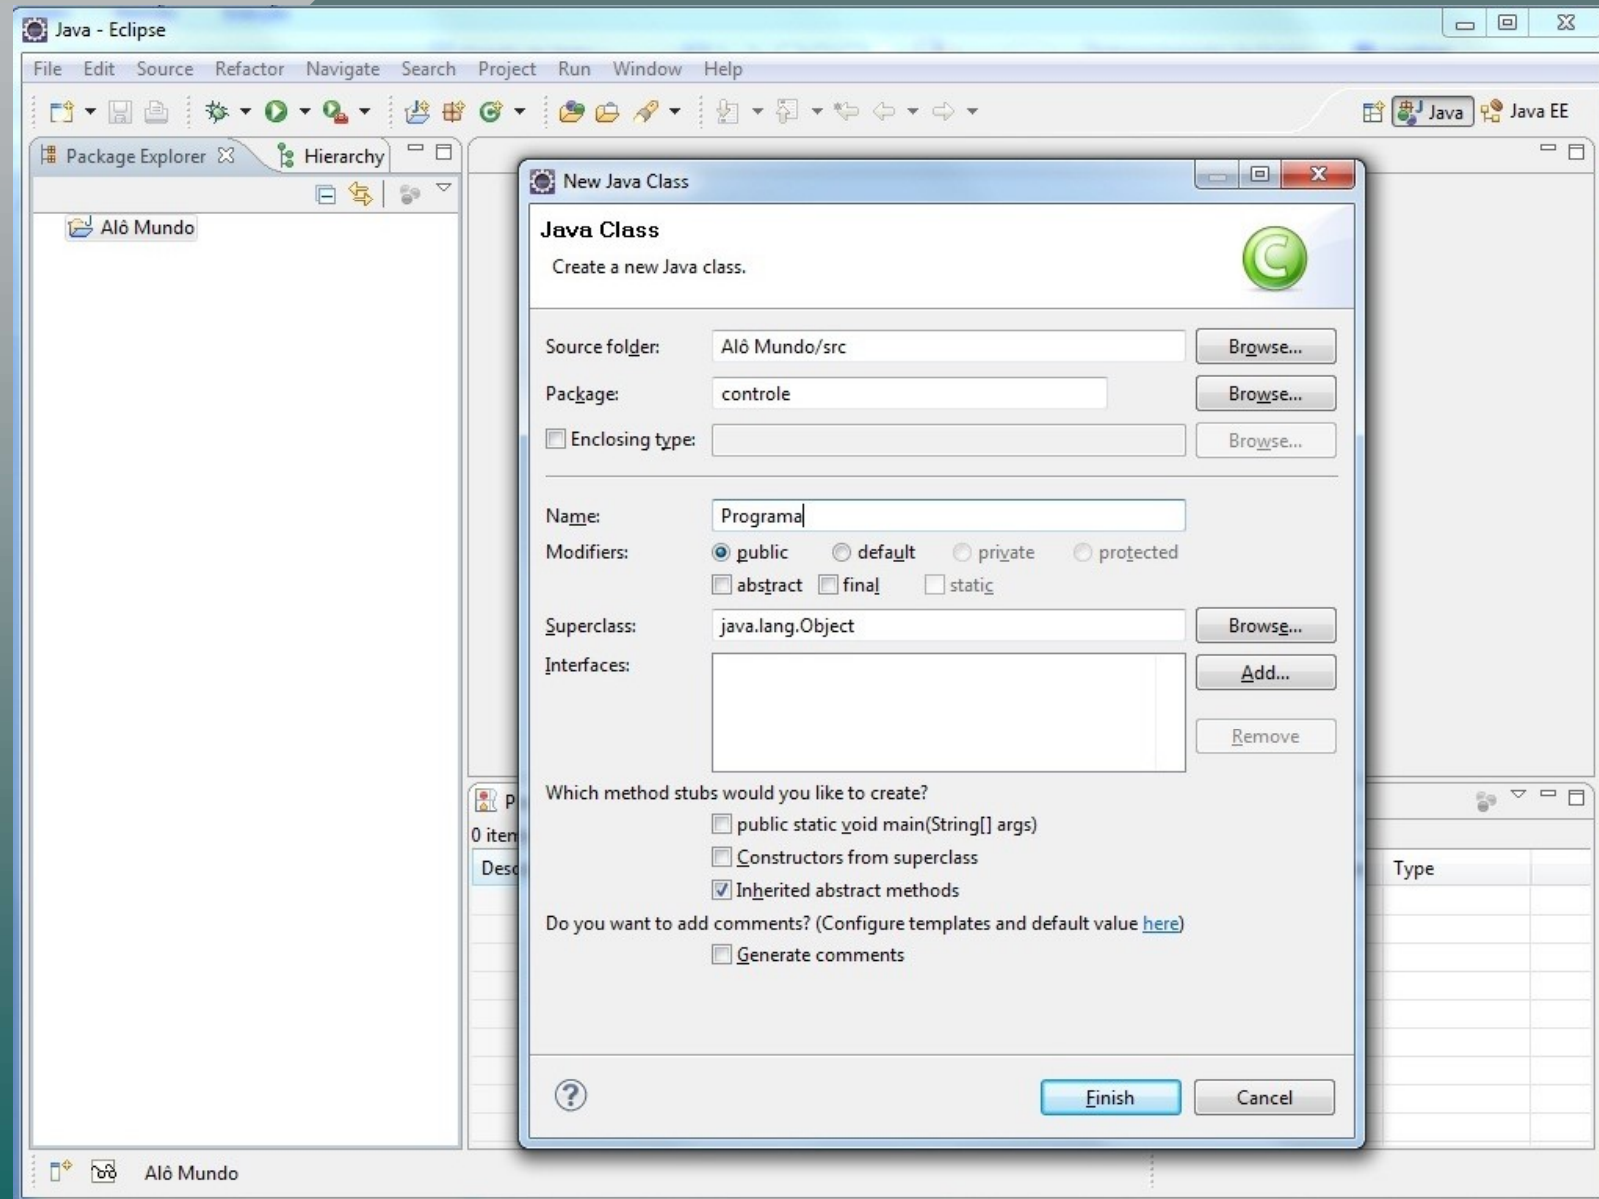 Java - Eclipse
File Edit Source Refactor Navigate Search Project Run Window Help
Java Java EE
Package Explorer Hierarchy
Alô Mundo
New Java Class
Java Class
Create a new Java class.
Source folder: Alô Mundo/src Browse...
Package: controle Browse...
Enclosing type: Browse...
Name: Programa
Modifiers: public default private protected
abstract final static
Superclass: java.lang.Object Browse...
Interfaces: Add...
Remove
Which method stubs would you like to create?
public static void main(String[] args)
Constructors from superclass
Inherited abstract methods
Do you want to add comments? (Configure templates and default value here)
Generate comments
Finish Cancel
P
0 item
Desc Type
Alô Mundo